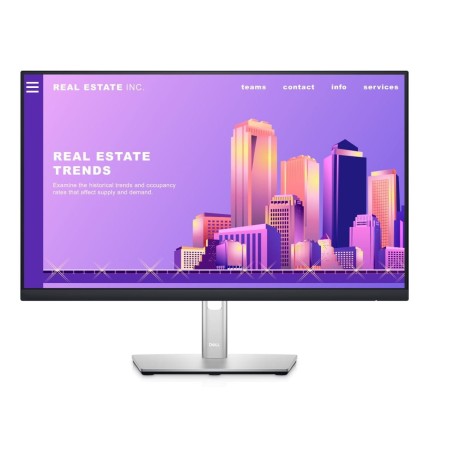 REAL ESTATE INC.
teams contact info services
REAL ESTATE
TRENDS
Examine the historical trends and occupancy
rates that affect supply and demand.
DELL